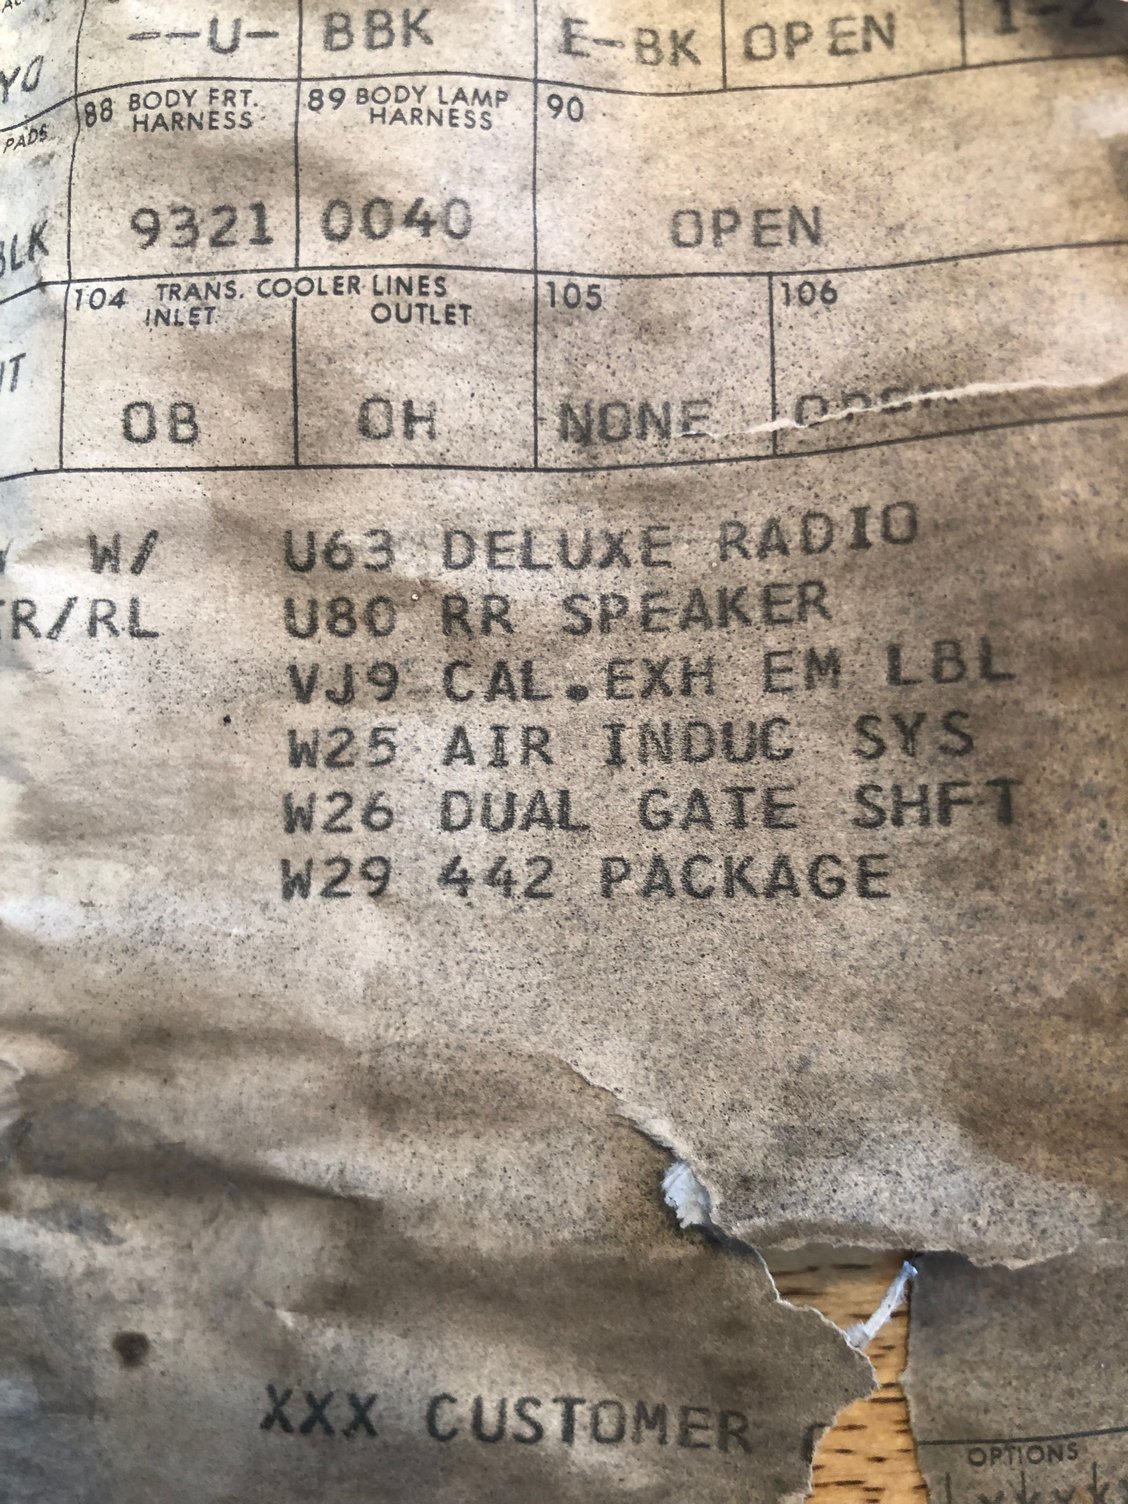 --U- BBK E-BK OPEN
88 BODY FRT. HARNESS 89 BODY LAMP HARNESS 90
PADS
9321 0040 OPEN
BLK
104 TRANS. COOLER LINES 105 106
INLET OUTLET
OB OH NONE
W/ U63 DELUXE RADIO
R/RL U80 RR SPEAKER
VJ9 CAL.EXH EM LBL
W25 AIR INDUC SYS
W26 DUAL GATE SHFT
W29 442 PACKAGE
XXX CUSTOMER
OPTIONS